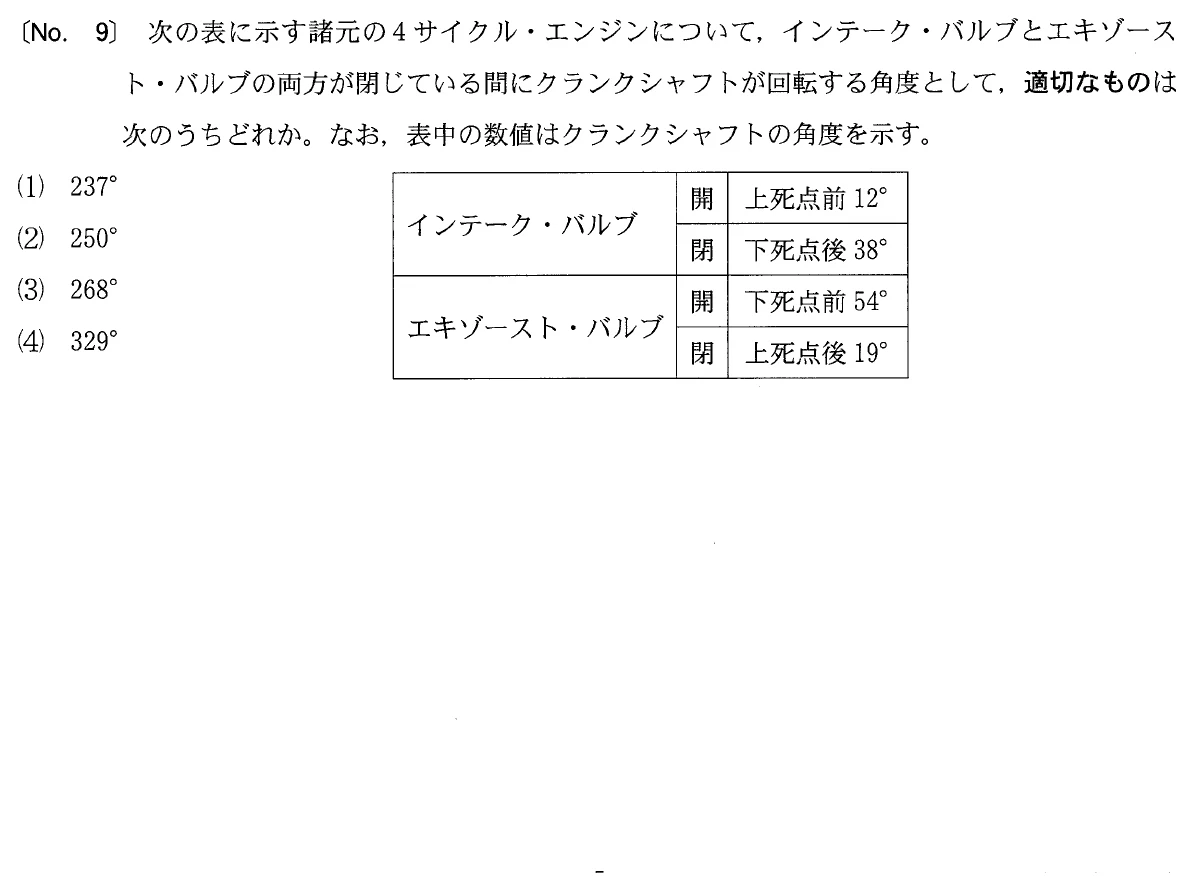 〔No. 9〕 次の表に示す諸元の4サイクル・エンジンについて，インテーク・バルブとエキゾース
ト・バルブの両方が閉じている間にクランクシャフトが回転する角度として，適切なものは
次のうちどれか。なお，表中の数値はクランクシャフトの角度を示す。
(1) 237°
(2) 250°
(3) 268°
(4) 329°
インテーク・バルブ 開 上死点前 12°
閉 下死点後 38°
エキゾースト・バルブ 開 下死点前 54°
閉 上死点後 19°